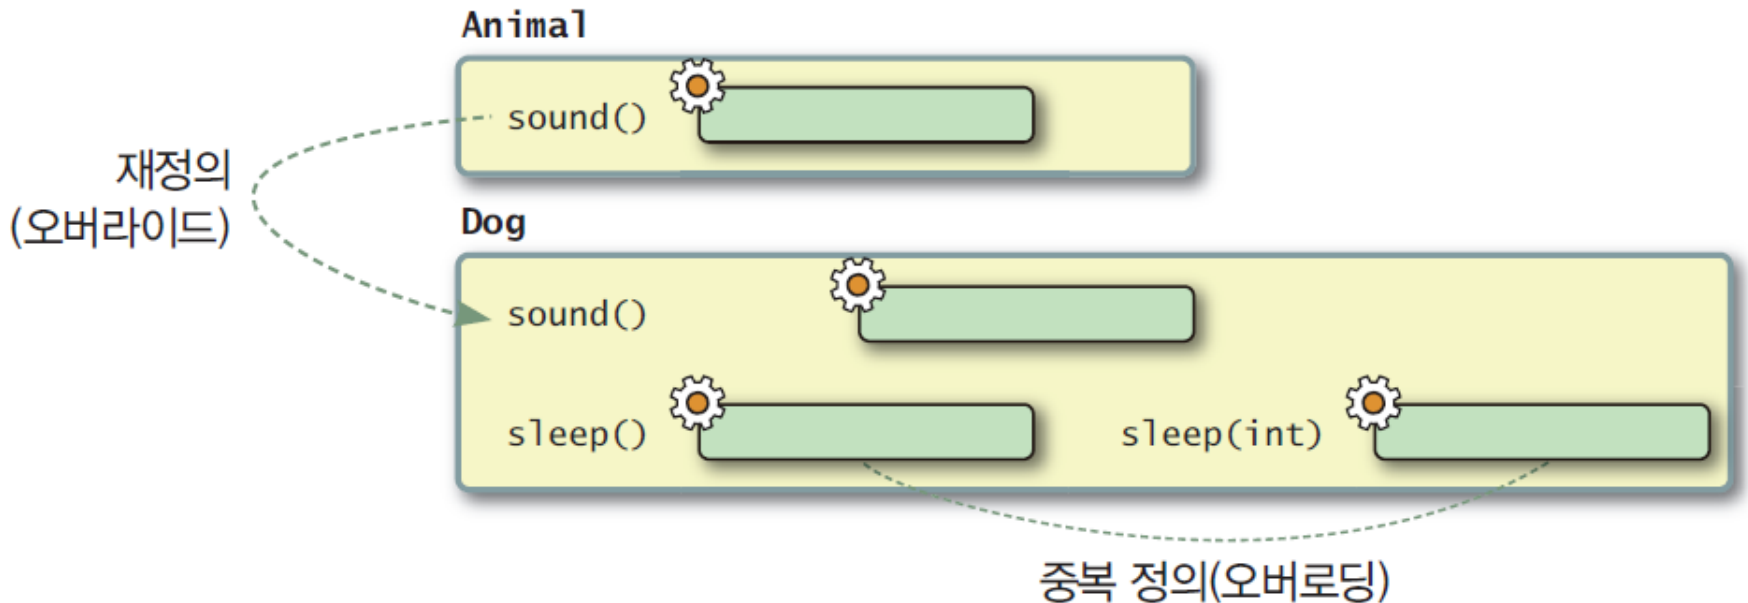 Animal
sound()
재정의
(오버라이드)
Dog
sound()
sleep() sleep(int)
중복 정의(오버로딩)